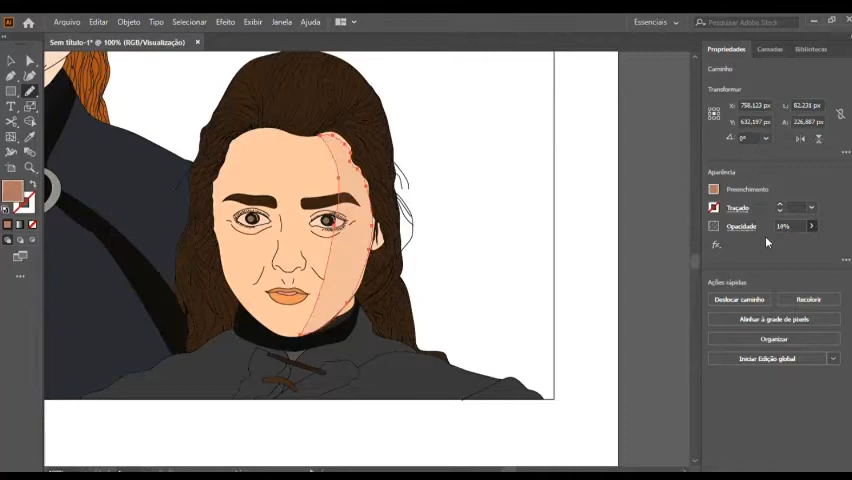 Arquivo Editar Objeto Tipo Selecionar Efeito Exibir Janela Ajuda Essenciais Pesquisar Adobe Stock
Sem título-1* @ 100% (RGB/Visualização) ×
Propriedades Camadas Bibliotecas
Caminho
Transformar
X: 758,123 px L: 82,231 px
Y: 632,197 px A: 226,887 px
0°
Aparência
Preenchimento
Traçado
Opacidade 10%
fx.
Ações rápidas
Deslocar caminho Recolorir
Alinhar à grade de pixels
Organizar
Iniciar Edição global